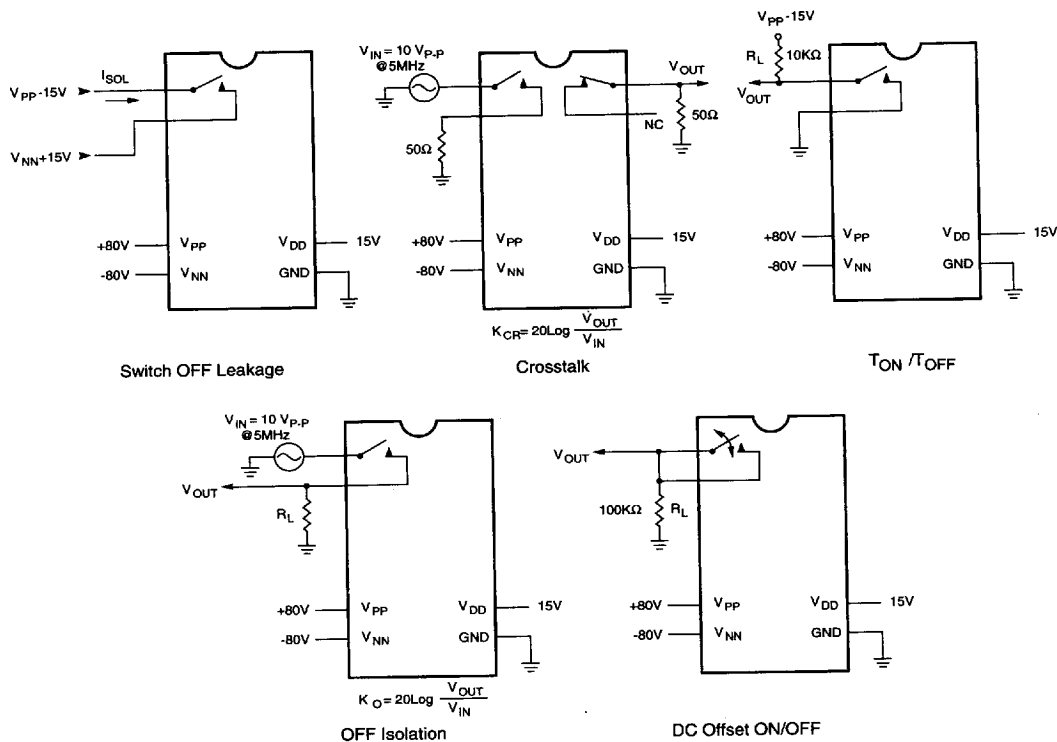 I_SOL
V_PP -15V
V_NN +15V
+80V V_PP V_DD 15V
-80V V_NN GND
Switch OFF Leakage
V_IN = 10 V_P-P
@5MHz
V_OUT
50Ω
NC
50Ω
+80V V_PP V_DD 15V
-80V V_NN GND
K_CR = 20Log V_OUT / V_IN
Crosstalk
V_PP -15V
R_L 10KΩ
V_OUT
+80V V_PP V_DD 15V
-80V V_NN GND
T_ON /T_OFF
V_IN = 10 V_P-P
@5MHz
V_OUT
R_L
+80V V_PP V_DD 15V
-80V V_NN GND
K_O = 20Log V_OUT / V_IN
OFF Isolation
V_OUT
100KΩ R_L
+80V V_PP V_DD 15V
-80V V_NN GND
DC Offset ON/OFF